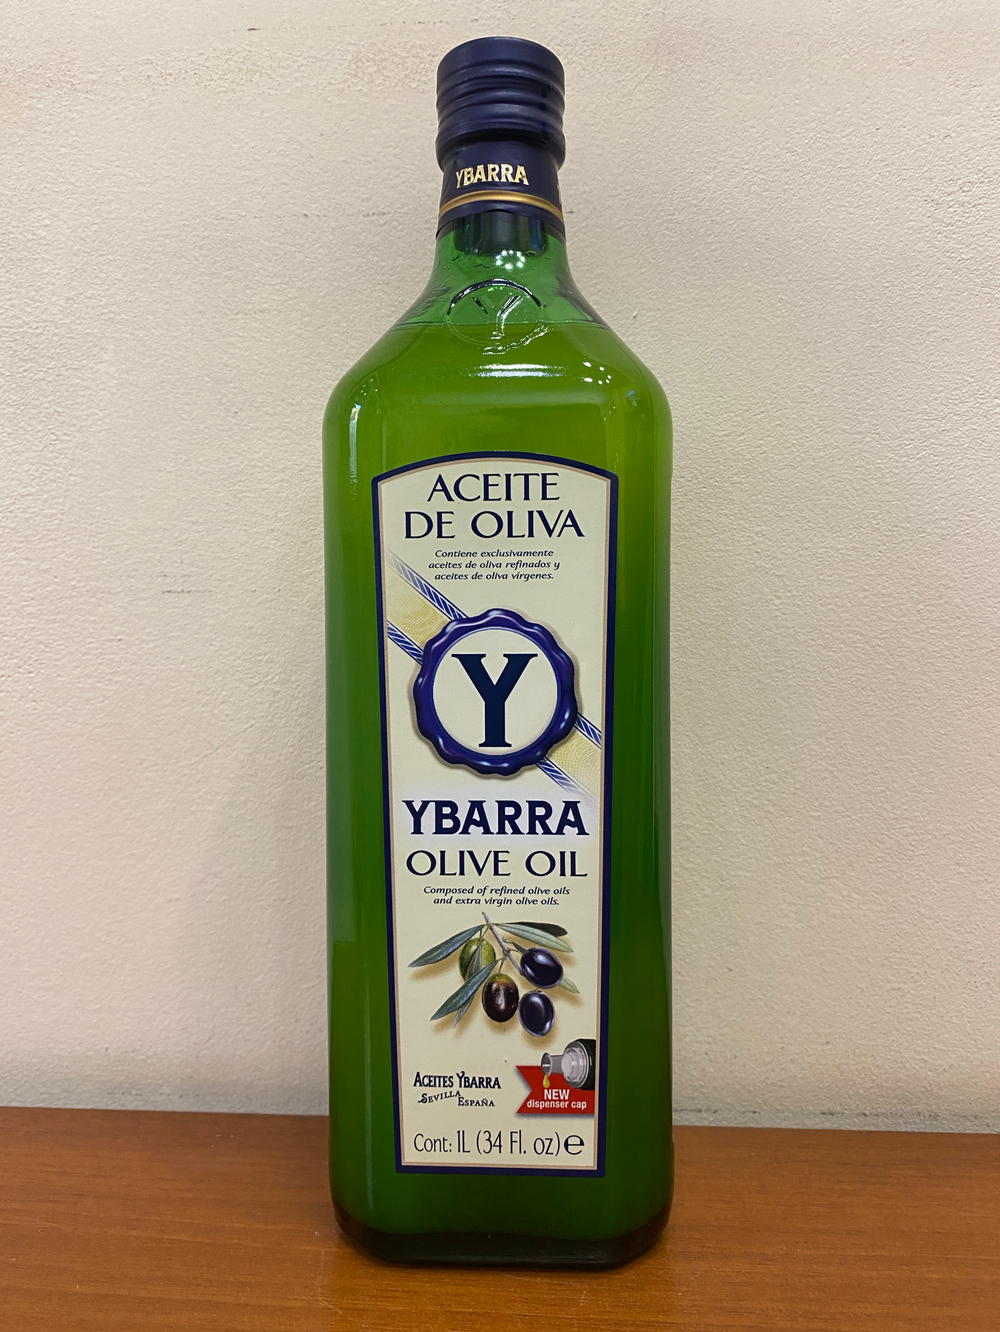 YBARRA
Y
ACEITE
DE OLIVA
Contiene exclusivamente
aceites de oliva refinados y
aceites de oliva vírgenes.
Y
YBARRA
OLIVE OIL
Composed of refined olive oils
and extra virgin olive oils.
ACEITES YBARRA
SEVILLA
ESPAÑA
NEW
dispenser cap
Cont: 1L (34 Fl. oz) ℮